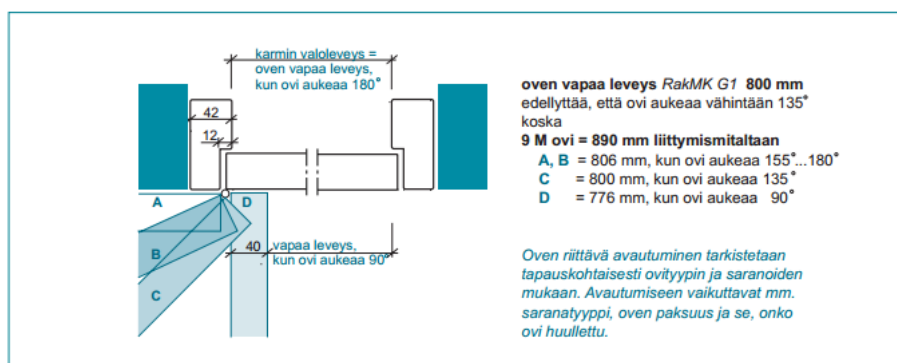 karmin valoleveys =
oven vapaa leveys,
kun ovi aukeaa 180°
42
12
A
D
B
C
40
vapaa leveys,
kun ovi aukeaa 90°
oven vapaa leveys RakMK G1 800 mm
edellyttää, että ovi aukeaa vähintään 135°
koska
9 M ovi = 890 mm liittymismitaltaan
A, B = 806 mm, kun ovi aukeaa 155°...180°
C = 800 mm, kun ovi aukeaa 135°
D = 776 mm, kun ovi aukeaa 90°
Oven riittävä avautuminen tarkistetaan
tapauskohtaisesti ovityypin ja saranoiden
mukaan. Avautumiseen vaikuttavat mm.
saranatyyppi, oven paksuus ja se, onko
ovi huullettu.